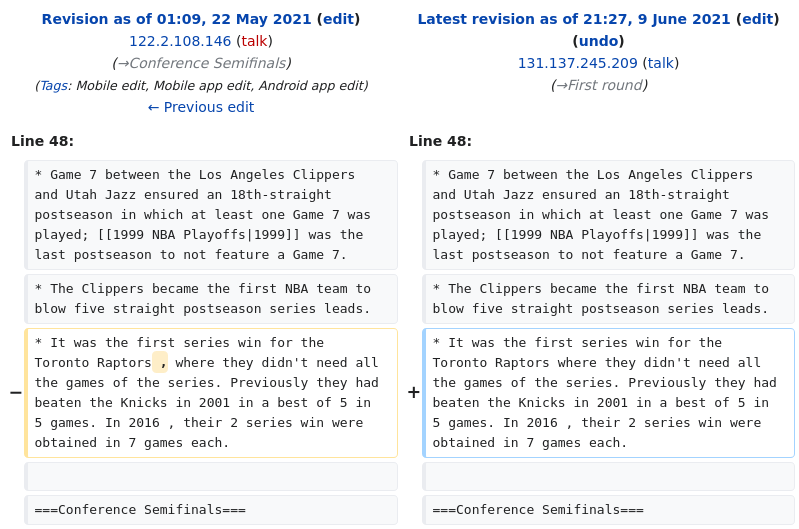 Revision as of 01:09, 22 May 2021 (edit)
122.2.108.146 (talk)
(→Conference Semifinals)
(Tags: Mobile edit, Mobile app edit, Android app edit)
← Previous edit
Latest revision as of 21:27, 9 June 2021 (edit)
(undo)
131.137.245.209 (talk)
(→First round)
Line 48:
* Game 7 between the Los Angeles Clippers
and Utah Jazz ensured an 18th-straight
postseason in which at least one Game 7 was
played; [[1999 NBA Playoffs|1999]] was the
last postseason to not feature a Game 7.
* The Clippers became the first NBA team to
blow five straight postseason series leads.
− * It was the first series win for the
Toronto Raptors , where they didn't need all
the games of the series. Previously they had
beaten the Knicks in 2001 in a best of 5 in
5 games. In 2016 , their 2 series win were
obtained in 7 games each.
===Conference Semifinals===
Line 48:
* Game 7 between the Los Angeles Clippers
and Utah Jazz ensured an 18th-straight
postseason in which at least one Game 7 was
played; [[1999 NBA Playoffs|1999]] was the
last postseason to not feature a Game 7.
* The Clippers became the first NBA team to
blow five straight postseason series leads.
+ * It was the first series win for the
Toronto Raptors where they didn't need all
the games of the series. Previously they had
beaten the Knicks in 2001 in a best of 5 in
5 games. In 2016 , their 2 series win were
obtained in 7 games each.
===Conference Semifinals===